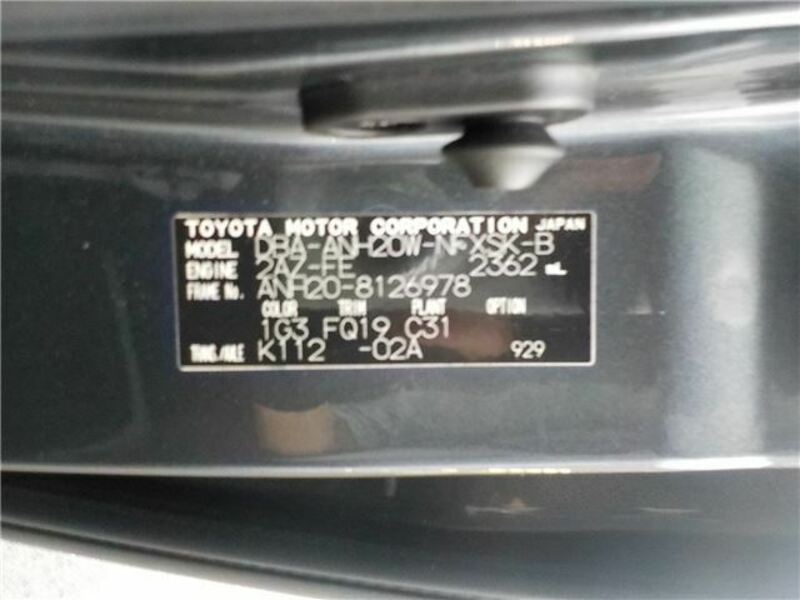 TOYOTA MOTOR CORPORATION JAPAN
MODEL DBA-ANH20W-NFXSK-B
ENGINE 2AZ-FE 2362 mL
FRAME No. ANH20-8126978
COLOR TRIM PLANT OPTION
1G3 FQ19 C31
TRANS./AXLE K112 -02A 929